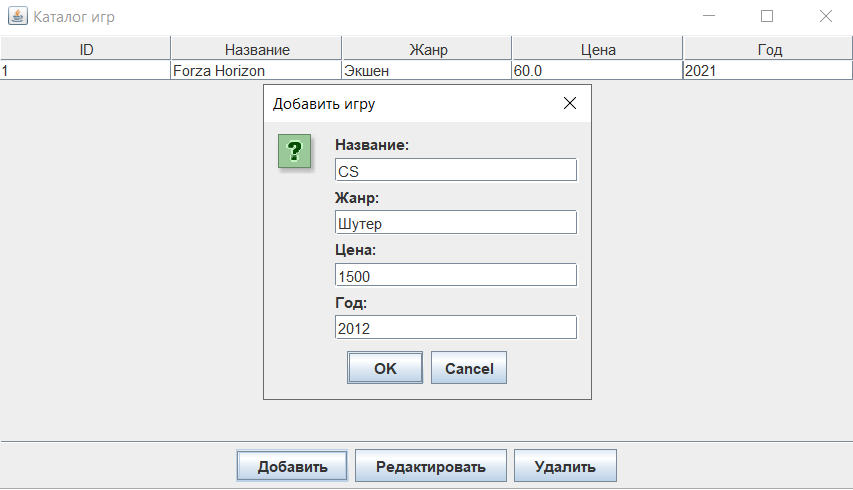 Каталог игр
ID Название Жанр Цена Год
1 Forza Horizon Экшен 60.0 2021
Добавить игру
?
Название:
CS
Жанр:
Шутер
Цена:
1500
Год:
2012
OK Cancel
Добавить Редактировать Удалить